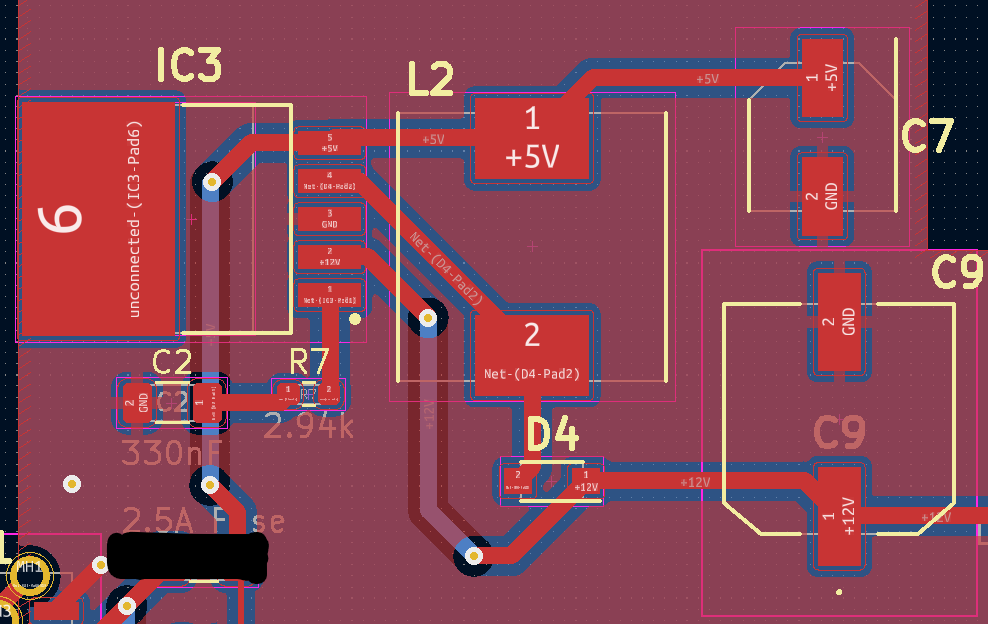 IC3
L2
1
+5V
+5V
1
+5V
C7
5
+5V
+5V
4
Net-(D4-Pad2)
6
unconnected-(IC3-Pad6)
3
GND
2
GND
2
+12V
Net-(D4-Pad2)
1
Net-(IC3-Pad1)
C9
2
GND
2
Net-(D4-Pad2)
C2
R7
2
GND
C2
1
1
R7
2
2.94k
330nF
+12V
D4
C9
2
1
+12V
+12V
1
+12V
+12V
2.5A F se
MH1